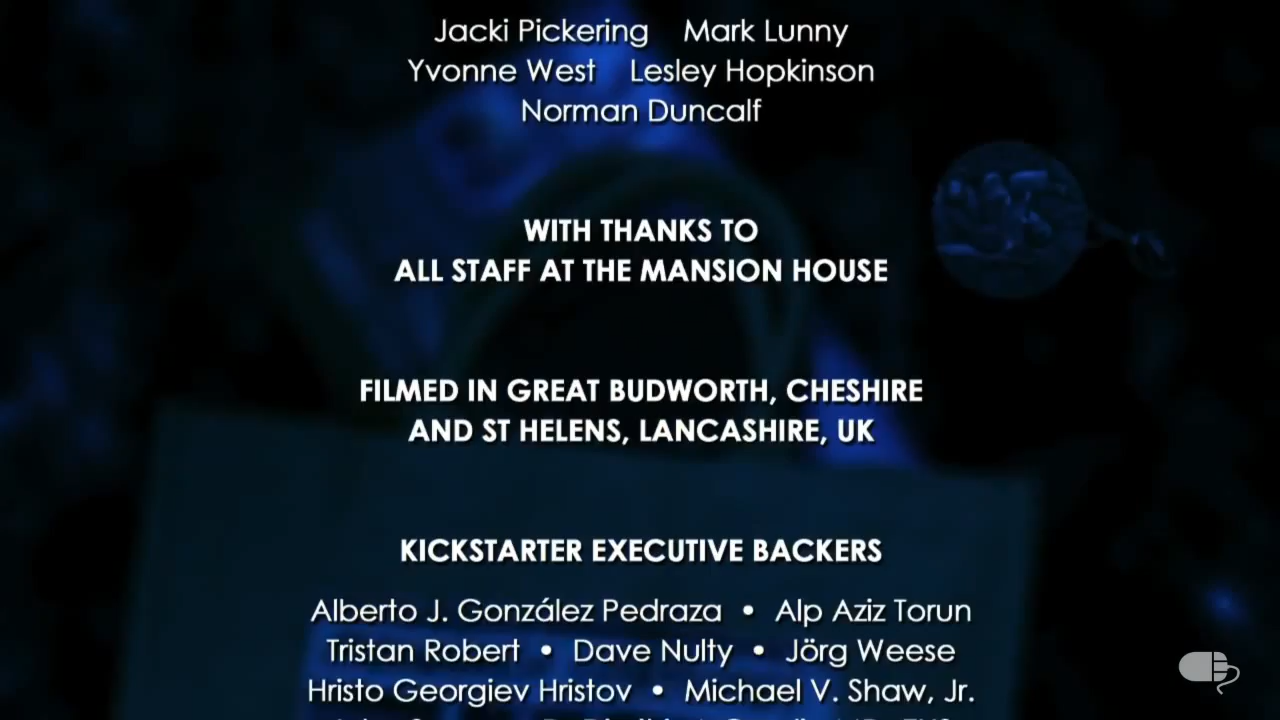 Jacki Pickering Mark Lunny
Yvonne West Lesley Hopkinson
Norman Duncalf
WITH THANKS TO
ALL STAFF AT THE MANSION HOUSE
FILMED IN GREAT BUDWORTH, CHESHIRE
AND ST HELENS, LANCASHIRE, UK
KICKSTARTER EXECUTIVE BACKERS
Alberto J. González Pedraza • Alp Aziz Torun
Tristan Robert • Dave Nulty • Jörg Weese
Hristo Georgiev Hristov • Michael V. Shaw, Jr.